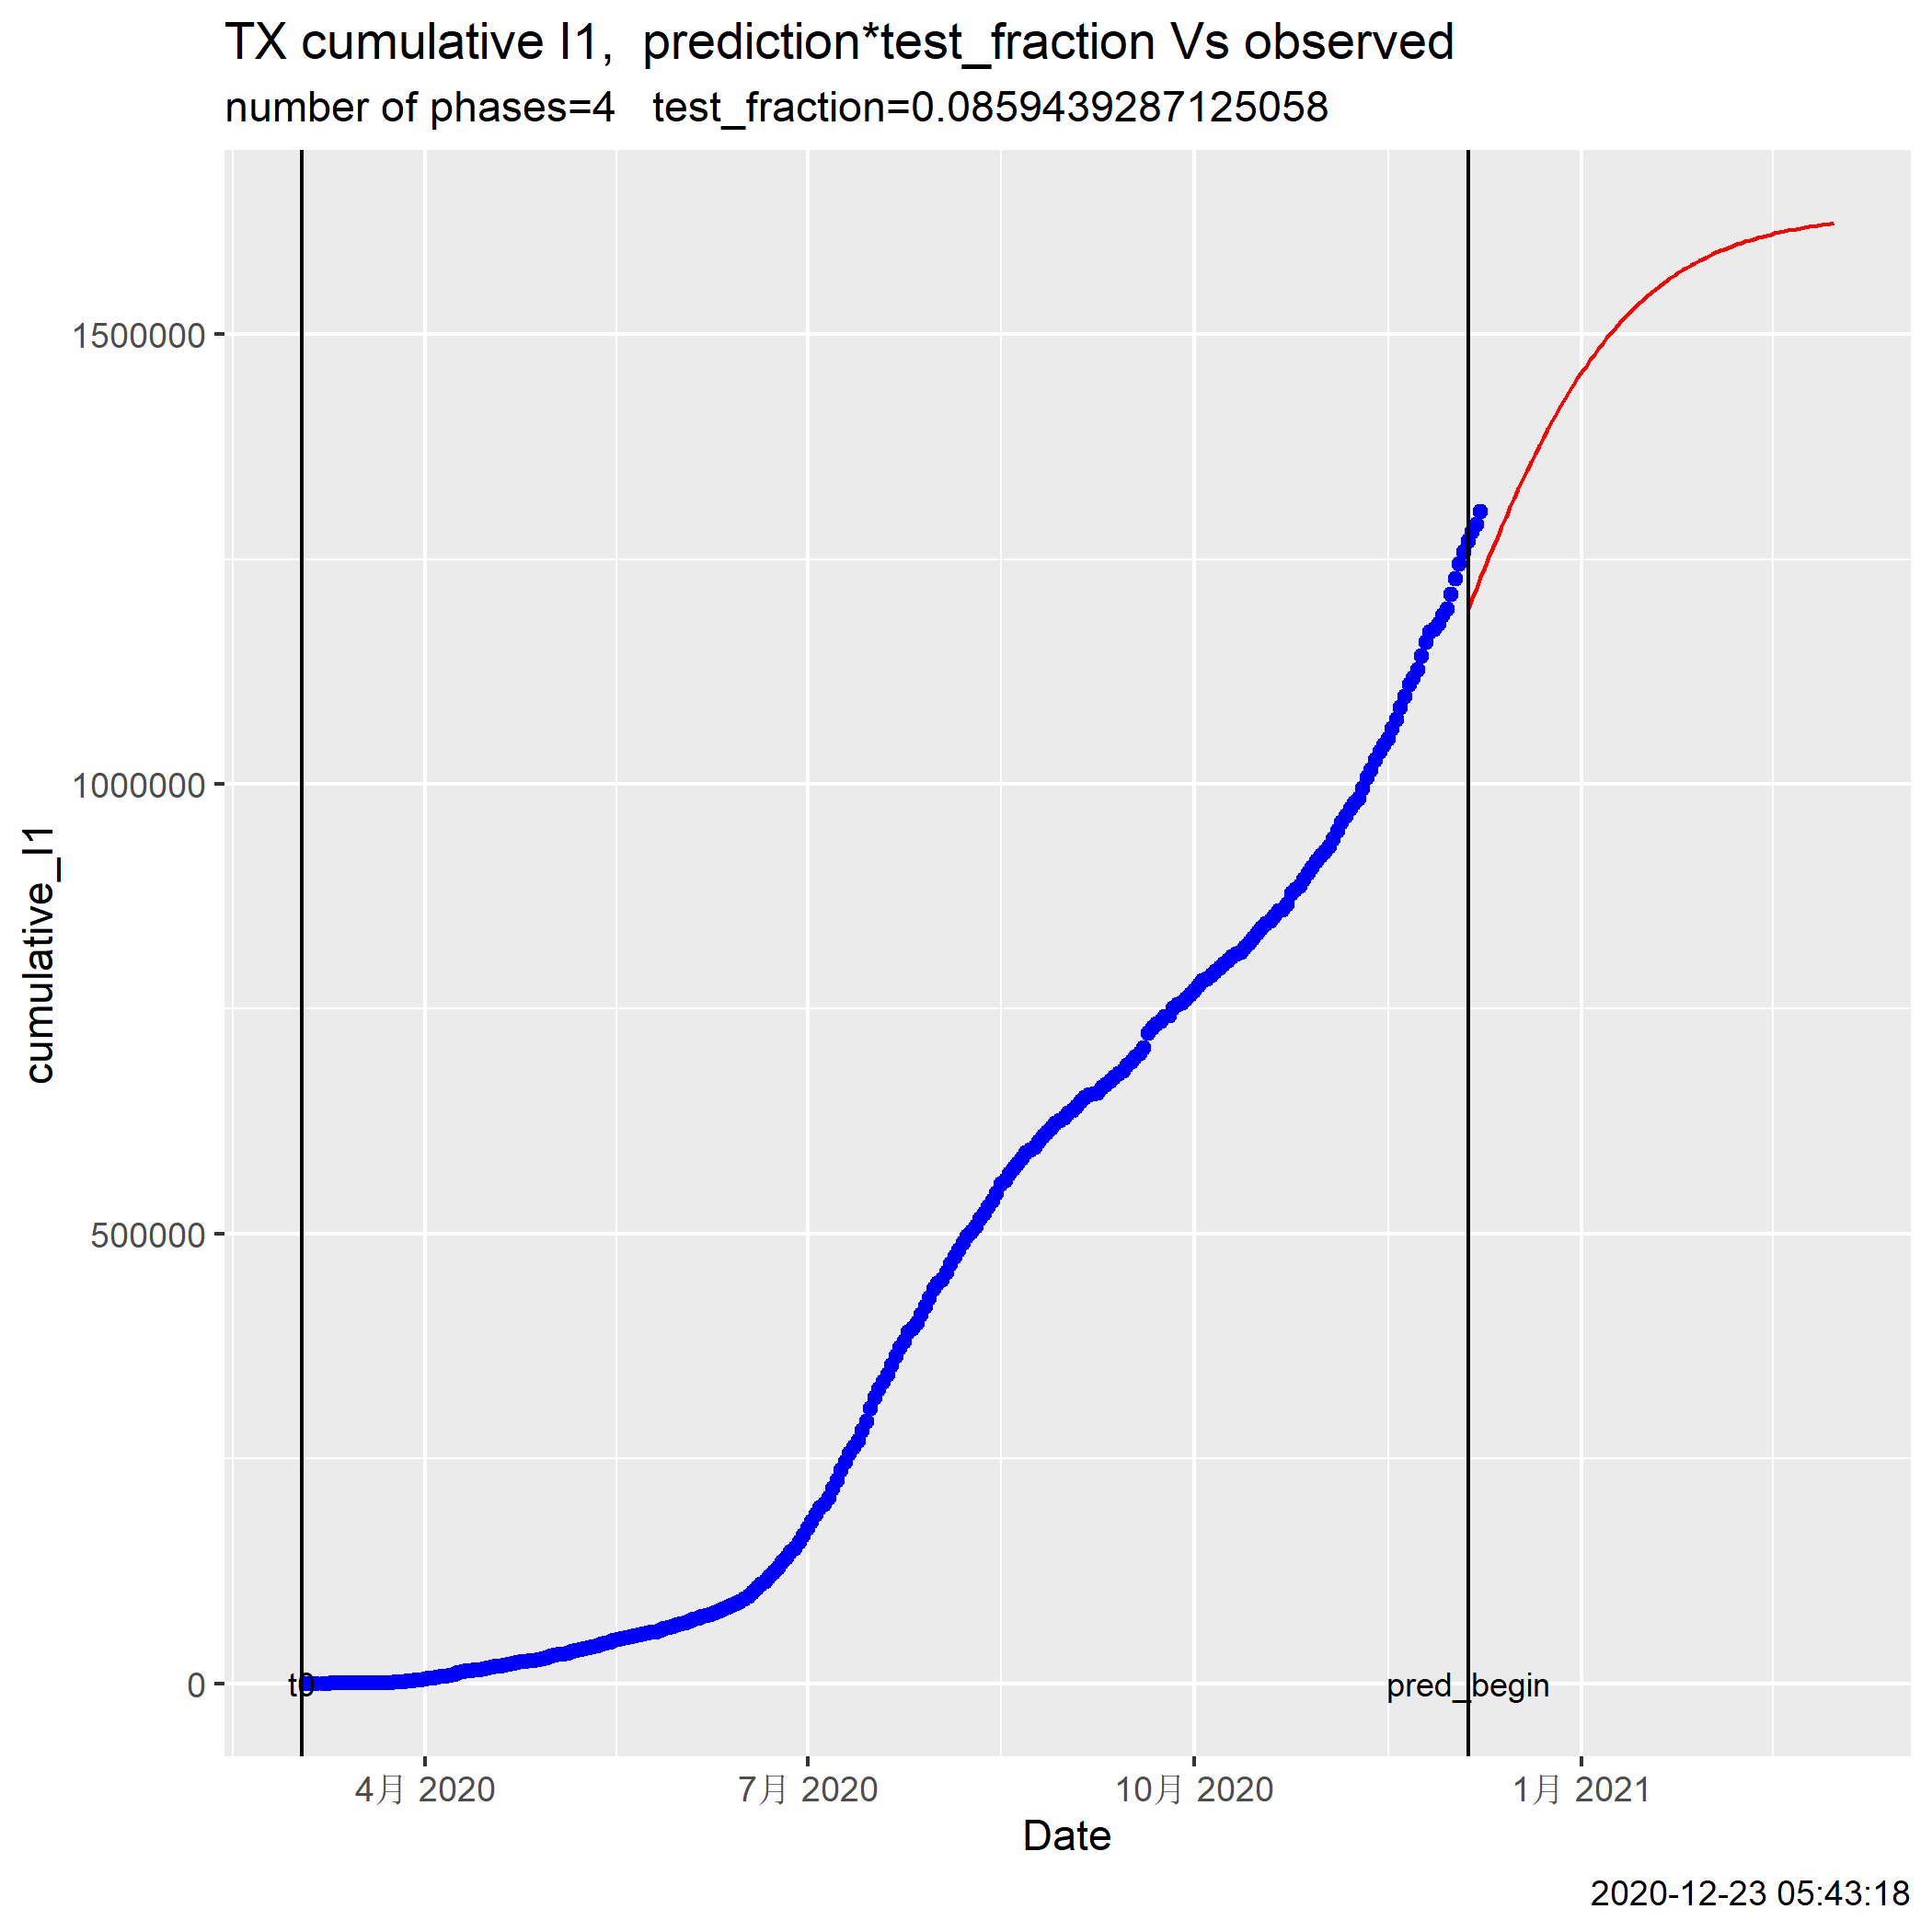 TX cumulative I1,  prediction*test_fraction Vs observed
number of phases=4   test_fraction=0.0859439287125058
1500000
1000000
500000
0
cumulative_I1
t0
pred_begin
4月 2020
7月 2020
10月 2020
1月 2021
Date
2020-12-23 05:43:18